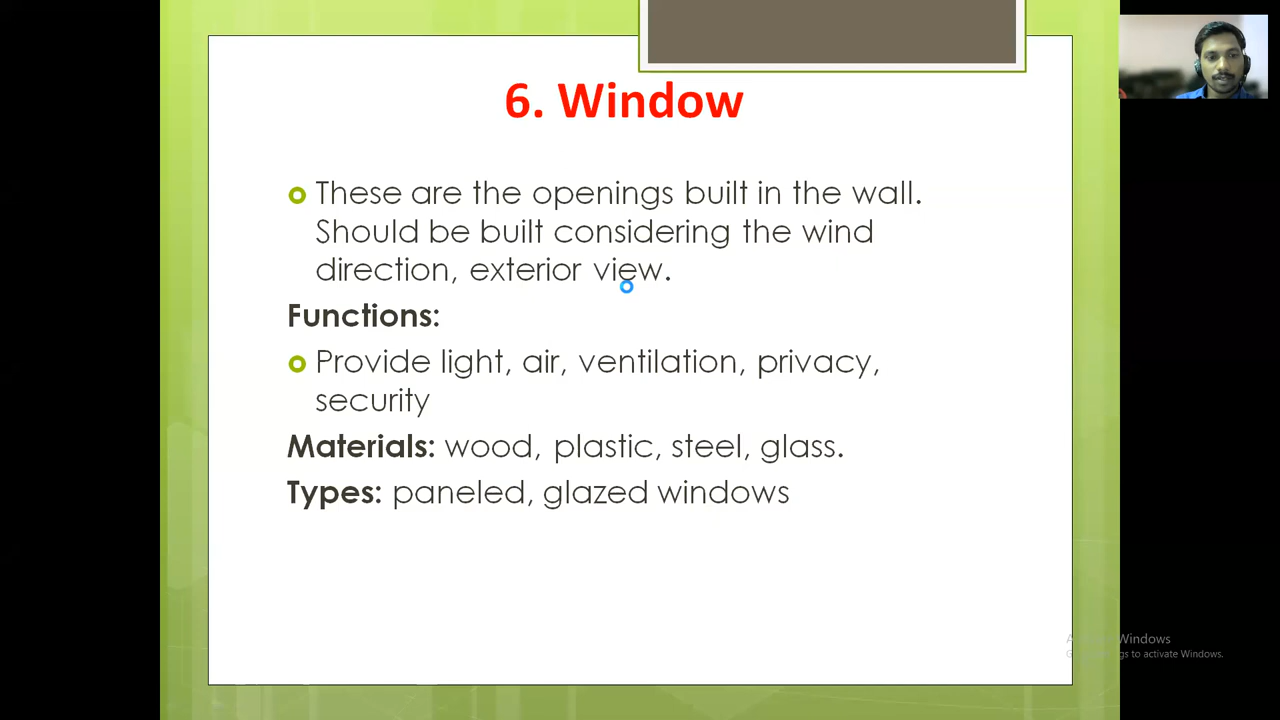 6. Window
These are the openings built in the wall.
Should be built considering the wind
direction, exterior view.
Functions:
Provide light, air, ventilation, privacy,
security
Materials: wood, plastic, steel, glass.
Types: paneled, glazed windows
Windows
to activate Windows.